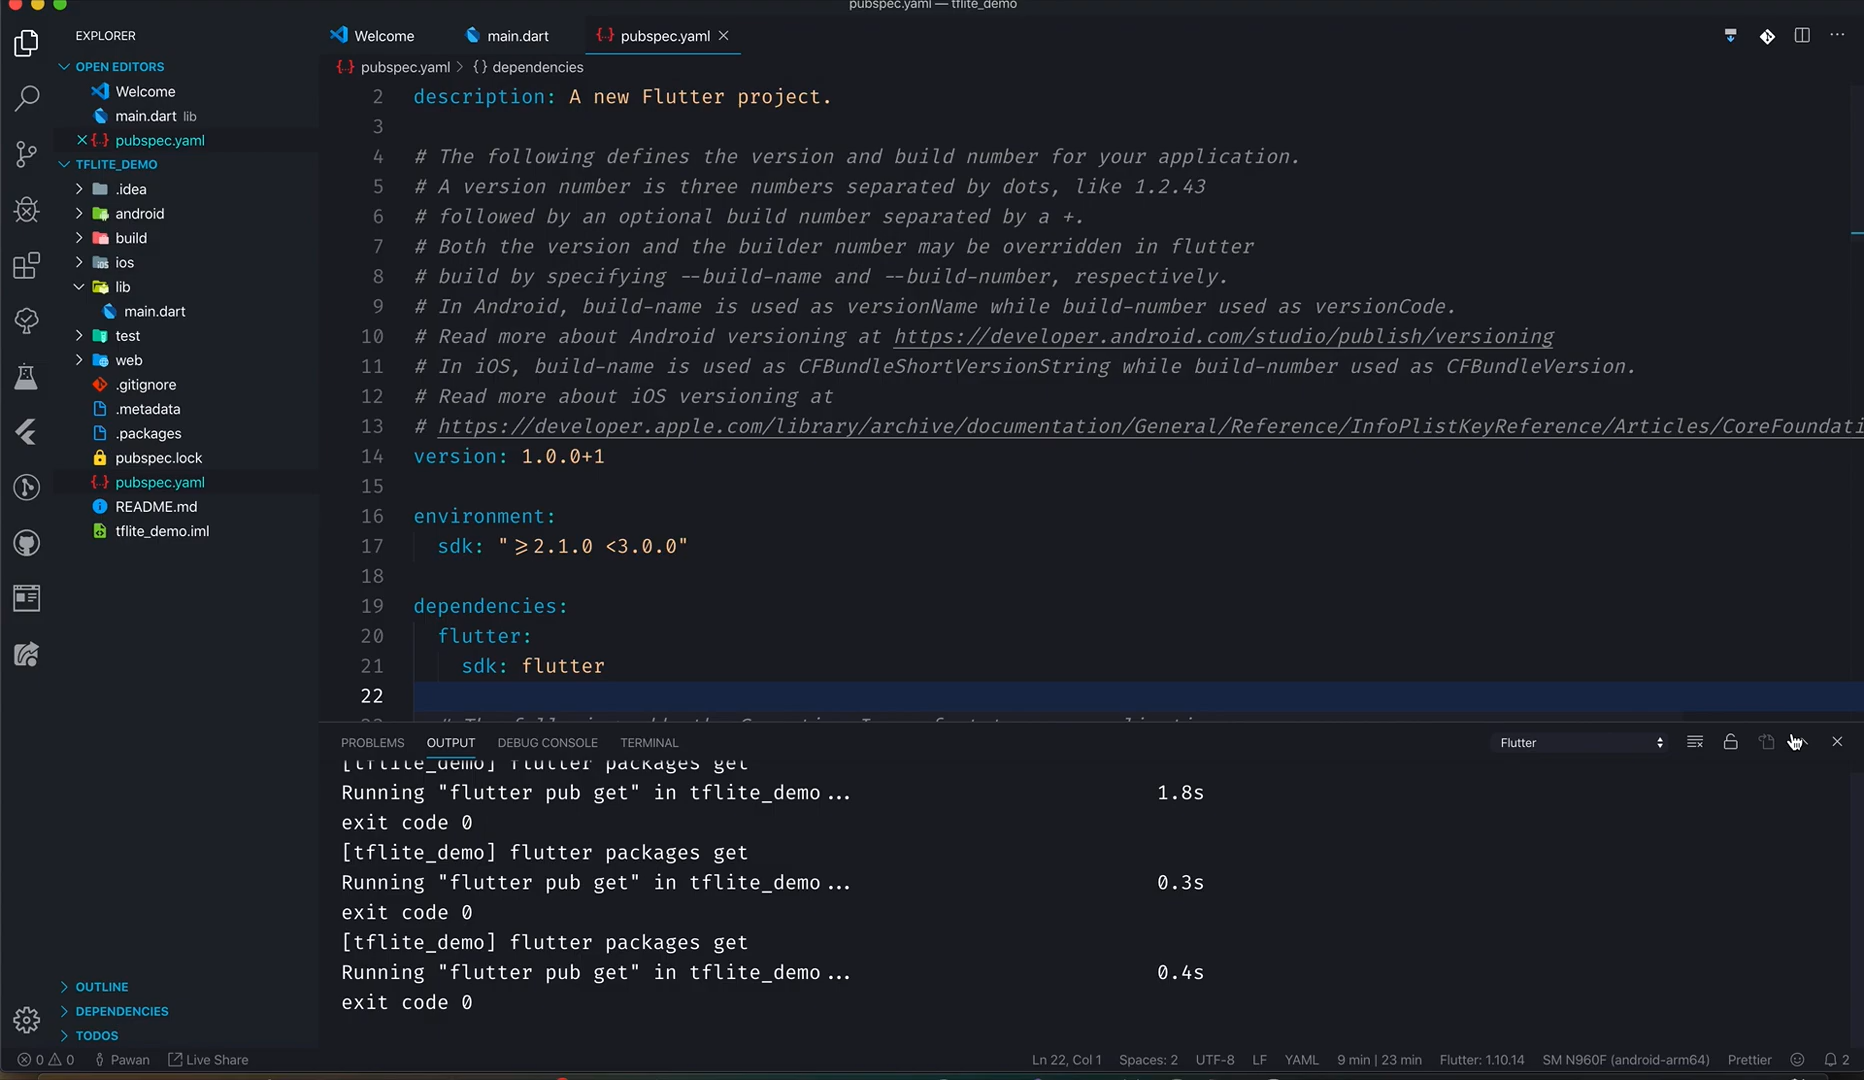 pubspec.yaml — tflite_demo
EXPLORER
OPEN EDITORS
Welcome
main.dart lib
pubspec.yaml
TFLITE_DEMO
.idea
android
build
ios
lib
main.dart
test
web
.gitignore
.metadata
.packages
pubspec.lock
pubspec.yaml
README.md
tflite_demo.iml
OUTLINE
DEPENDENCIES
TODOS
Welcome
main.dart
pubspec.yaml
pubspec.yaml > {} dependencies
2 description: A new Flutter project.
3
4 # The following defines the version and build number for your application.
5 # A version number is three numbers separated by dots, like 1.2.43
6 # followed by an optional build number separated by a +.
7 # Both the version and the builder number may be overridden in flutter
8 # build by specifying --build-name and --build-number, respectively.
9 # In Android, build-name is used as versionName while build-number used as versionCode.
10 # Read more about Android versioning at https://developer.android.com/studio/publish/versioning
11 # In iOS, build-name is used as CFBundleShortVersionString while build-number used as CFBundleVersion.
12 # Read more about iOS versioning at
13 # https://developer.apple.com/library/archive/documentation/General/Reference/InfoPlistKeyReference/Articles/CoreFoundati
14 version: 1.0.0+1
15
16 environment:
17 sdk: ">=2.1.0 <3.0.0"
18
19 dependencies:
20 flutter:
21 sdk: flutter
22
PROBLEMS OUTPUT DEBUG CONSOLE TERMINAL Flutter
[tflite_demo] flutter packages get
Running "flutter pub get" in tflite_demo... 1.8s
exit code 0
[tflite_demo] flutter packages get
Running "flutter pub get" in tflite_demo... 0.3s
exit code 0
[tflite_demo] flutter packages get
Running "flutter pub get" in tflite_demo... 0.4s
exit code 0
0 0 Pawan Live Share Ln 22, Col 1 Spaces: 2 UTF-8 LF YAML 9 min | 23 min Flutter: 1.10.14 SM N960F (android-arm64) Prettier 2